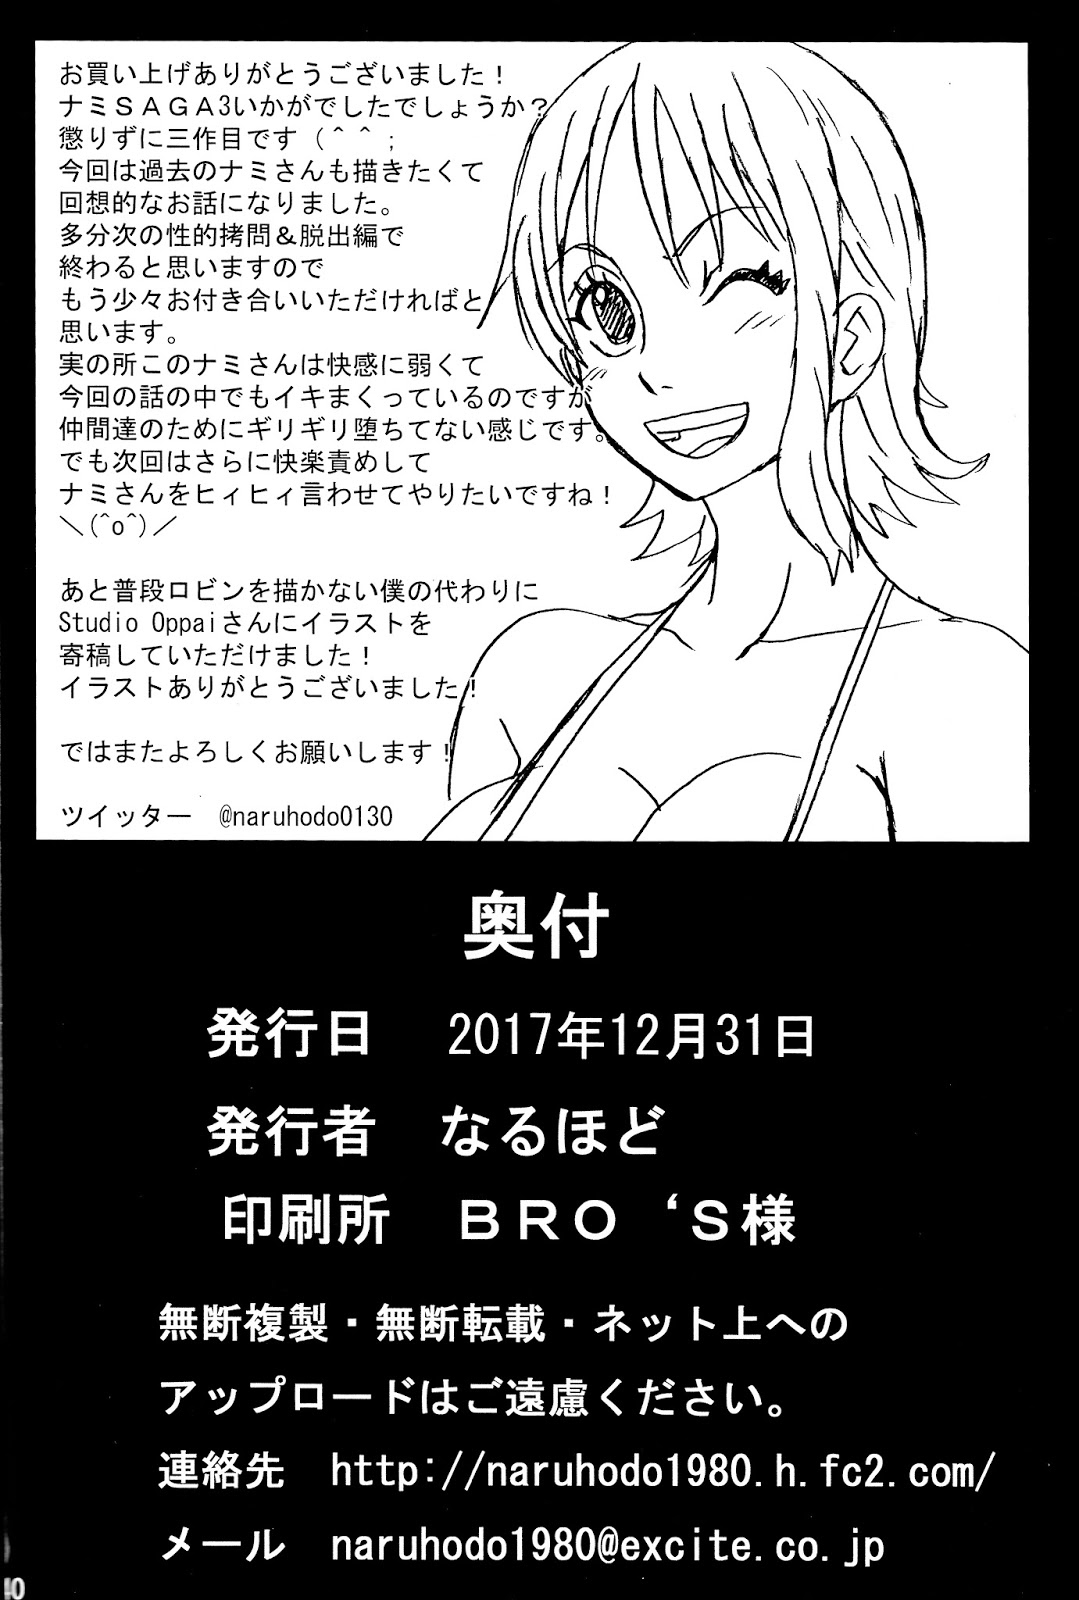 お買い上げありがとうございました！
ナミＳＡＧＡ3いかがでしたでしょうか？
懲りずに三作目です（＾＾；
今回は過去のナミさんも描きたくて
回想的なお話になりました。
多分次の性的拷問＆脱出編で
終わると思いますので
もう少々お付き合いいただければと
思います。
実の所このナミさんは快感に弱くて
今回の話の中でもイキまくっているのですが
仲間達のためにギリギリ堕ちてない感じです。
でも次回はさらに快楽責めして
ナミさんをヒィヒィ言わせてやりたいですね！
＼(^o^)／
あと普段ロビンを描かない僕の代わりに
Studio Oppaiさんにイラストを
寄稿していただけました！
イラストありがとうございました！
ではまたよろしくお願いします！
ツイッター　@naruhodo0130
奥付
発行日　2017年12月31日
発行者　なるほど
印刷所　ＢＲＯ‘Ｓ様
無断複製・無断転載・ネット上への
アップロードはご遠慮ください。
連絡先　http://naruhodo1980.h.fc2.com/
メール　naruhodo1980@excite.co.jp
40